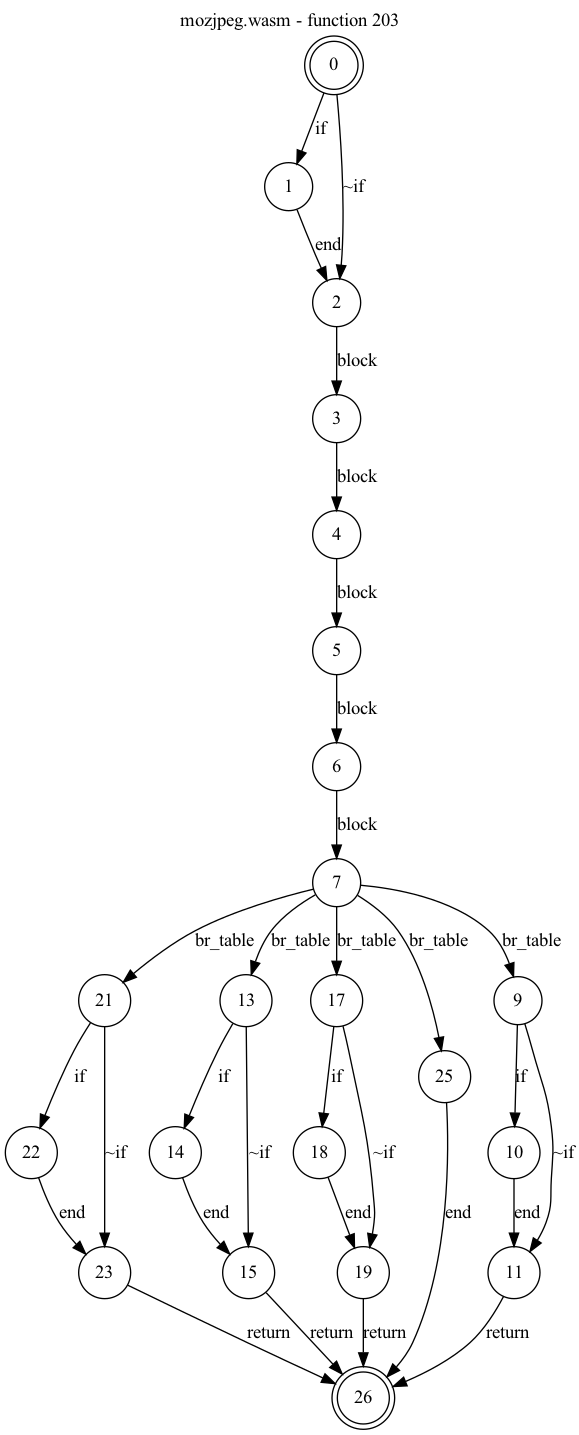 mozjpeg.wasm - function 203
0
if
1
~if
end
2
block
3
block
4
block
5
block
6
block
7
br_table br_table br_table br_table br_table
21 13 17 9
25
if if if if
22 14 18 10
~if ~if ~if ~if
end end end end end
23 15 19 11
return return return return
26